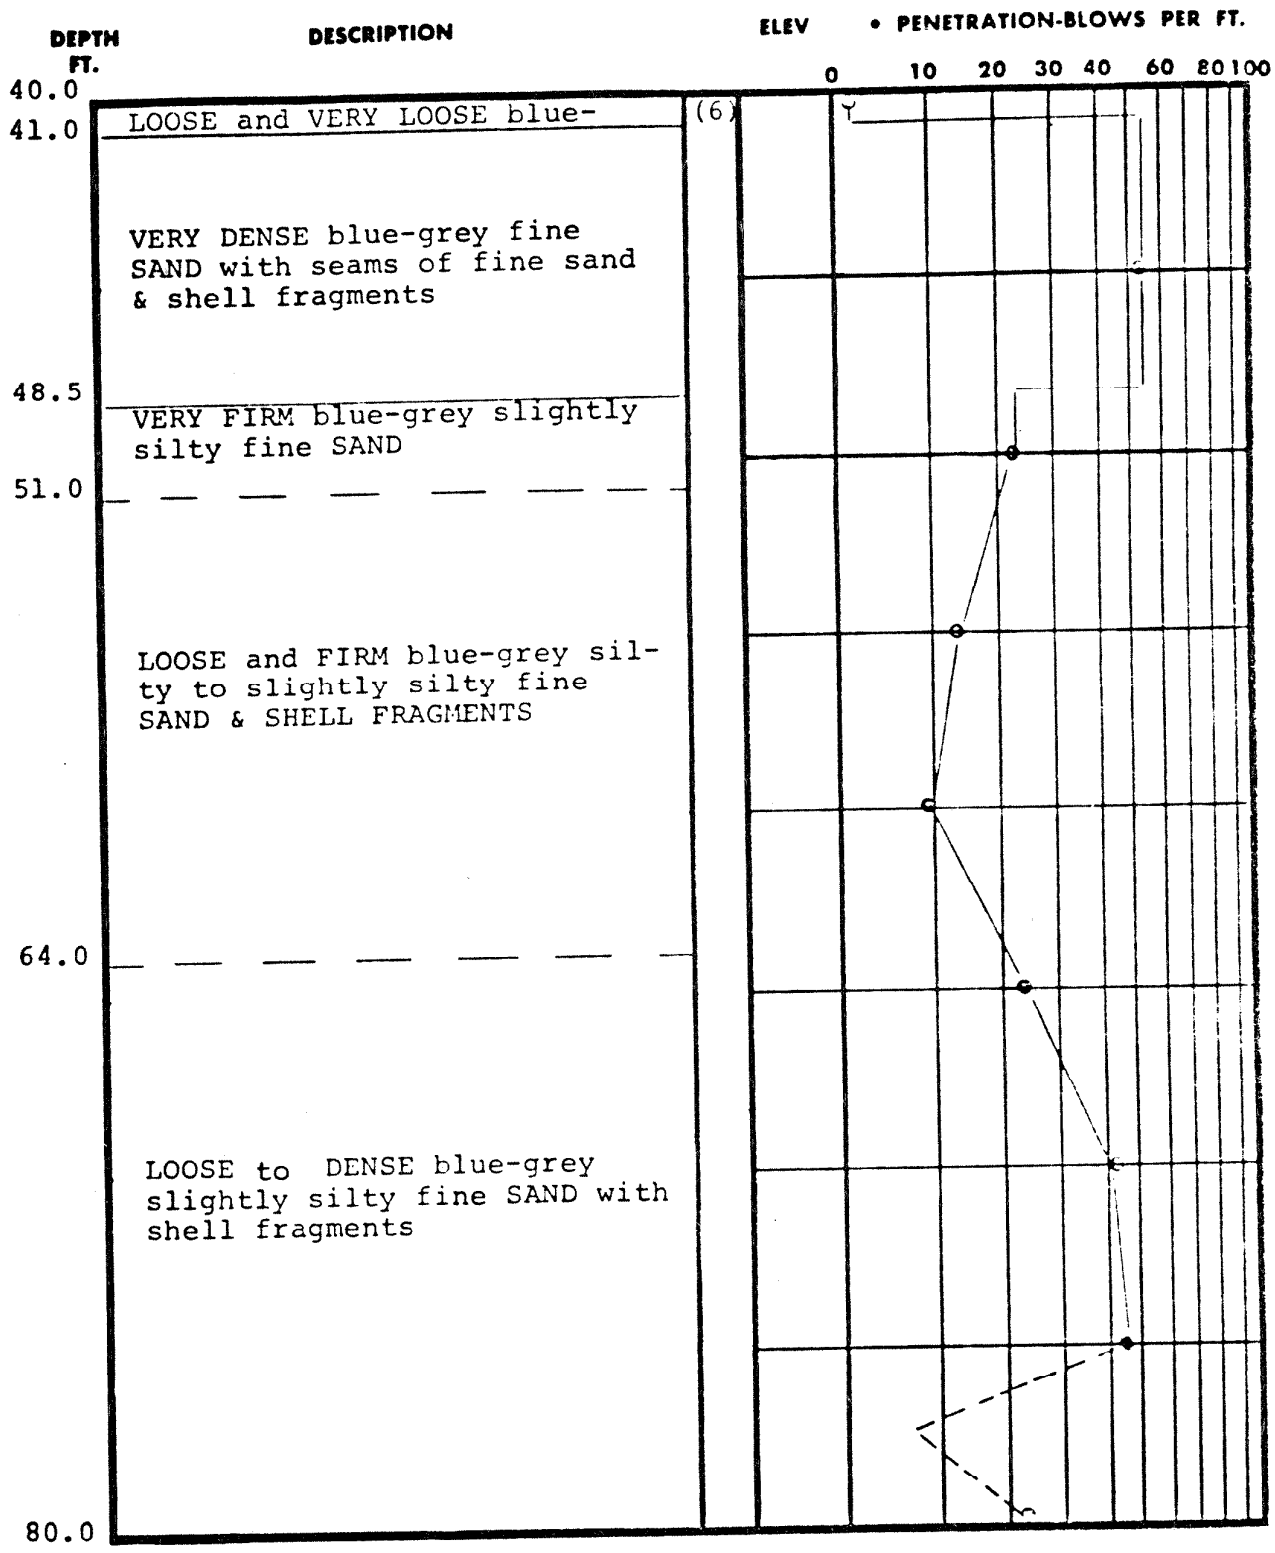 DEPTH FT. DESCRIPTION ELEV • PENETRATION-BLOWS PER FT.
0 10 20 30 40 60 80 100
40.0
LOOSE and VERY LOOSE blue- (6)
41.0
VERY DENSE blue-grey fine
SAND with seams of fine sand
& shell fragments
48.5
VERY FIRM blue-grey slightly
silty fine SAND
51.0
LOOSE and FIRM blue-grey sil-
ty to slightly silty fine
SAND & SHELL FRAGMENTS
64.0
LOOSE to DENSE blue-grey
slightly silty fine SAND with
shell fragments
80.0